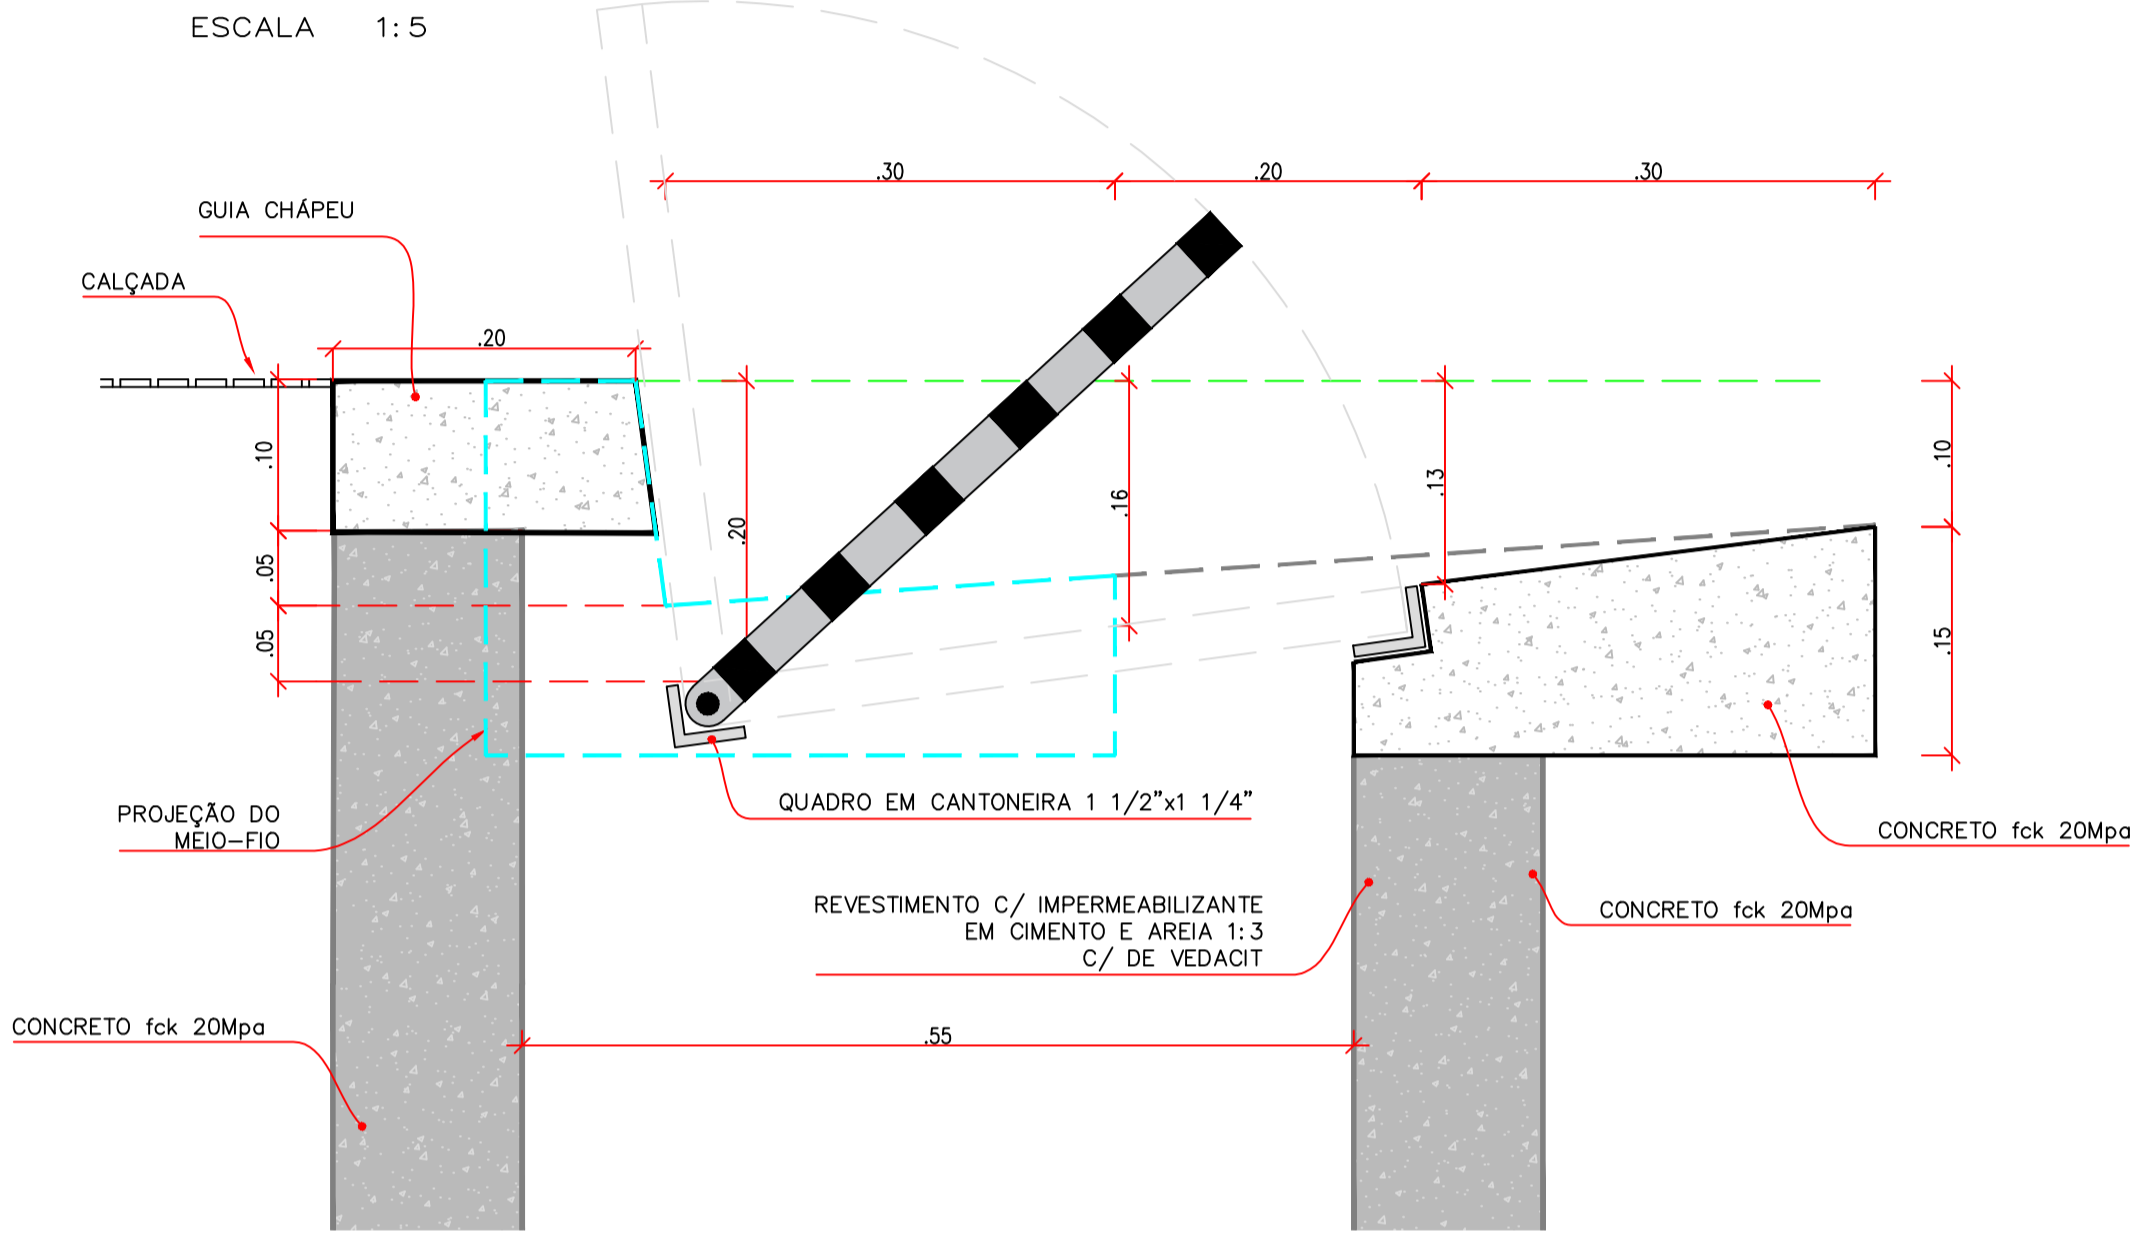 ESCALA 1:5
.30
.20
.30
GUIA CHÁPEU
CALÇADA
.20
.10
.05
.05
.20
.16
.13
.10
.15
PROJEÇÃO DO
MEIO-FIO
QUADRO EM CANTONEIRA 1 1/2"x1 1/4"
CONCRETO fck 20Mpa
REVESTIMENTO C/ IMPERMEABILIZANTE
EM CIMENTO E AREIA 1:3
C/ DE VEDACIT
CONCRETO fck 20Mpa
CONCRETO fck 20Mpa
.55